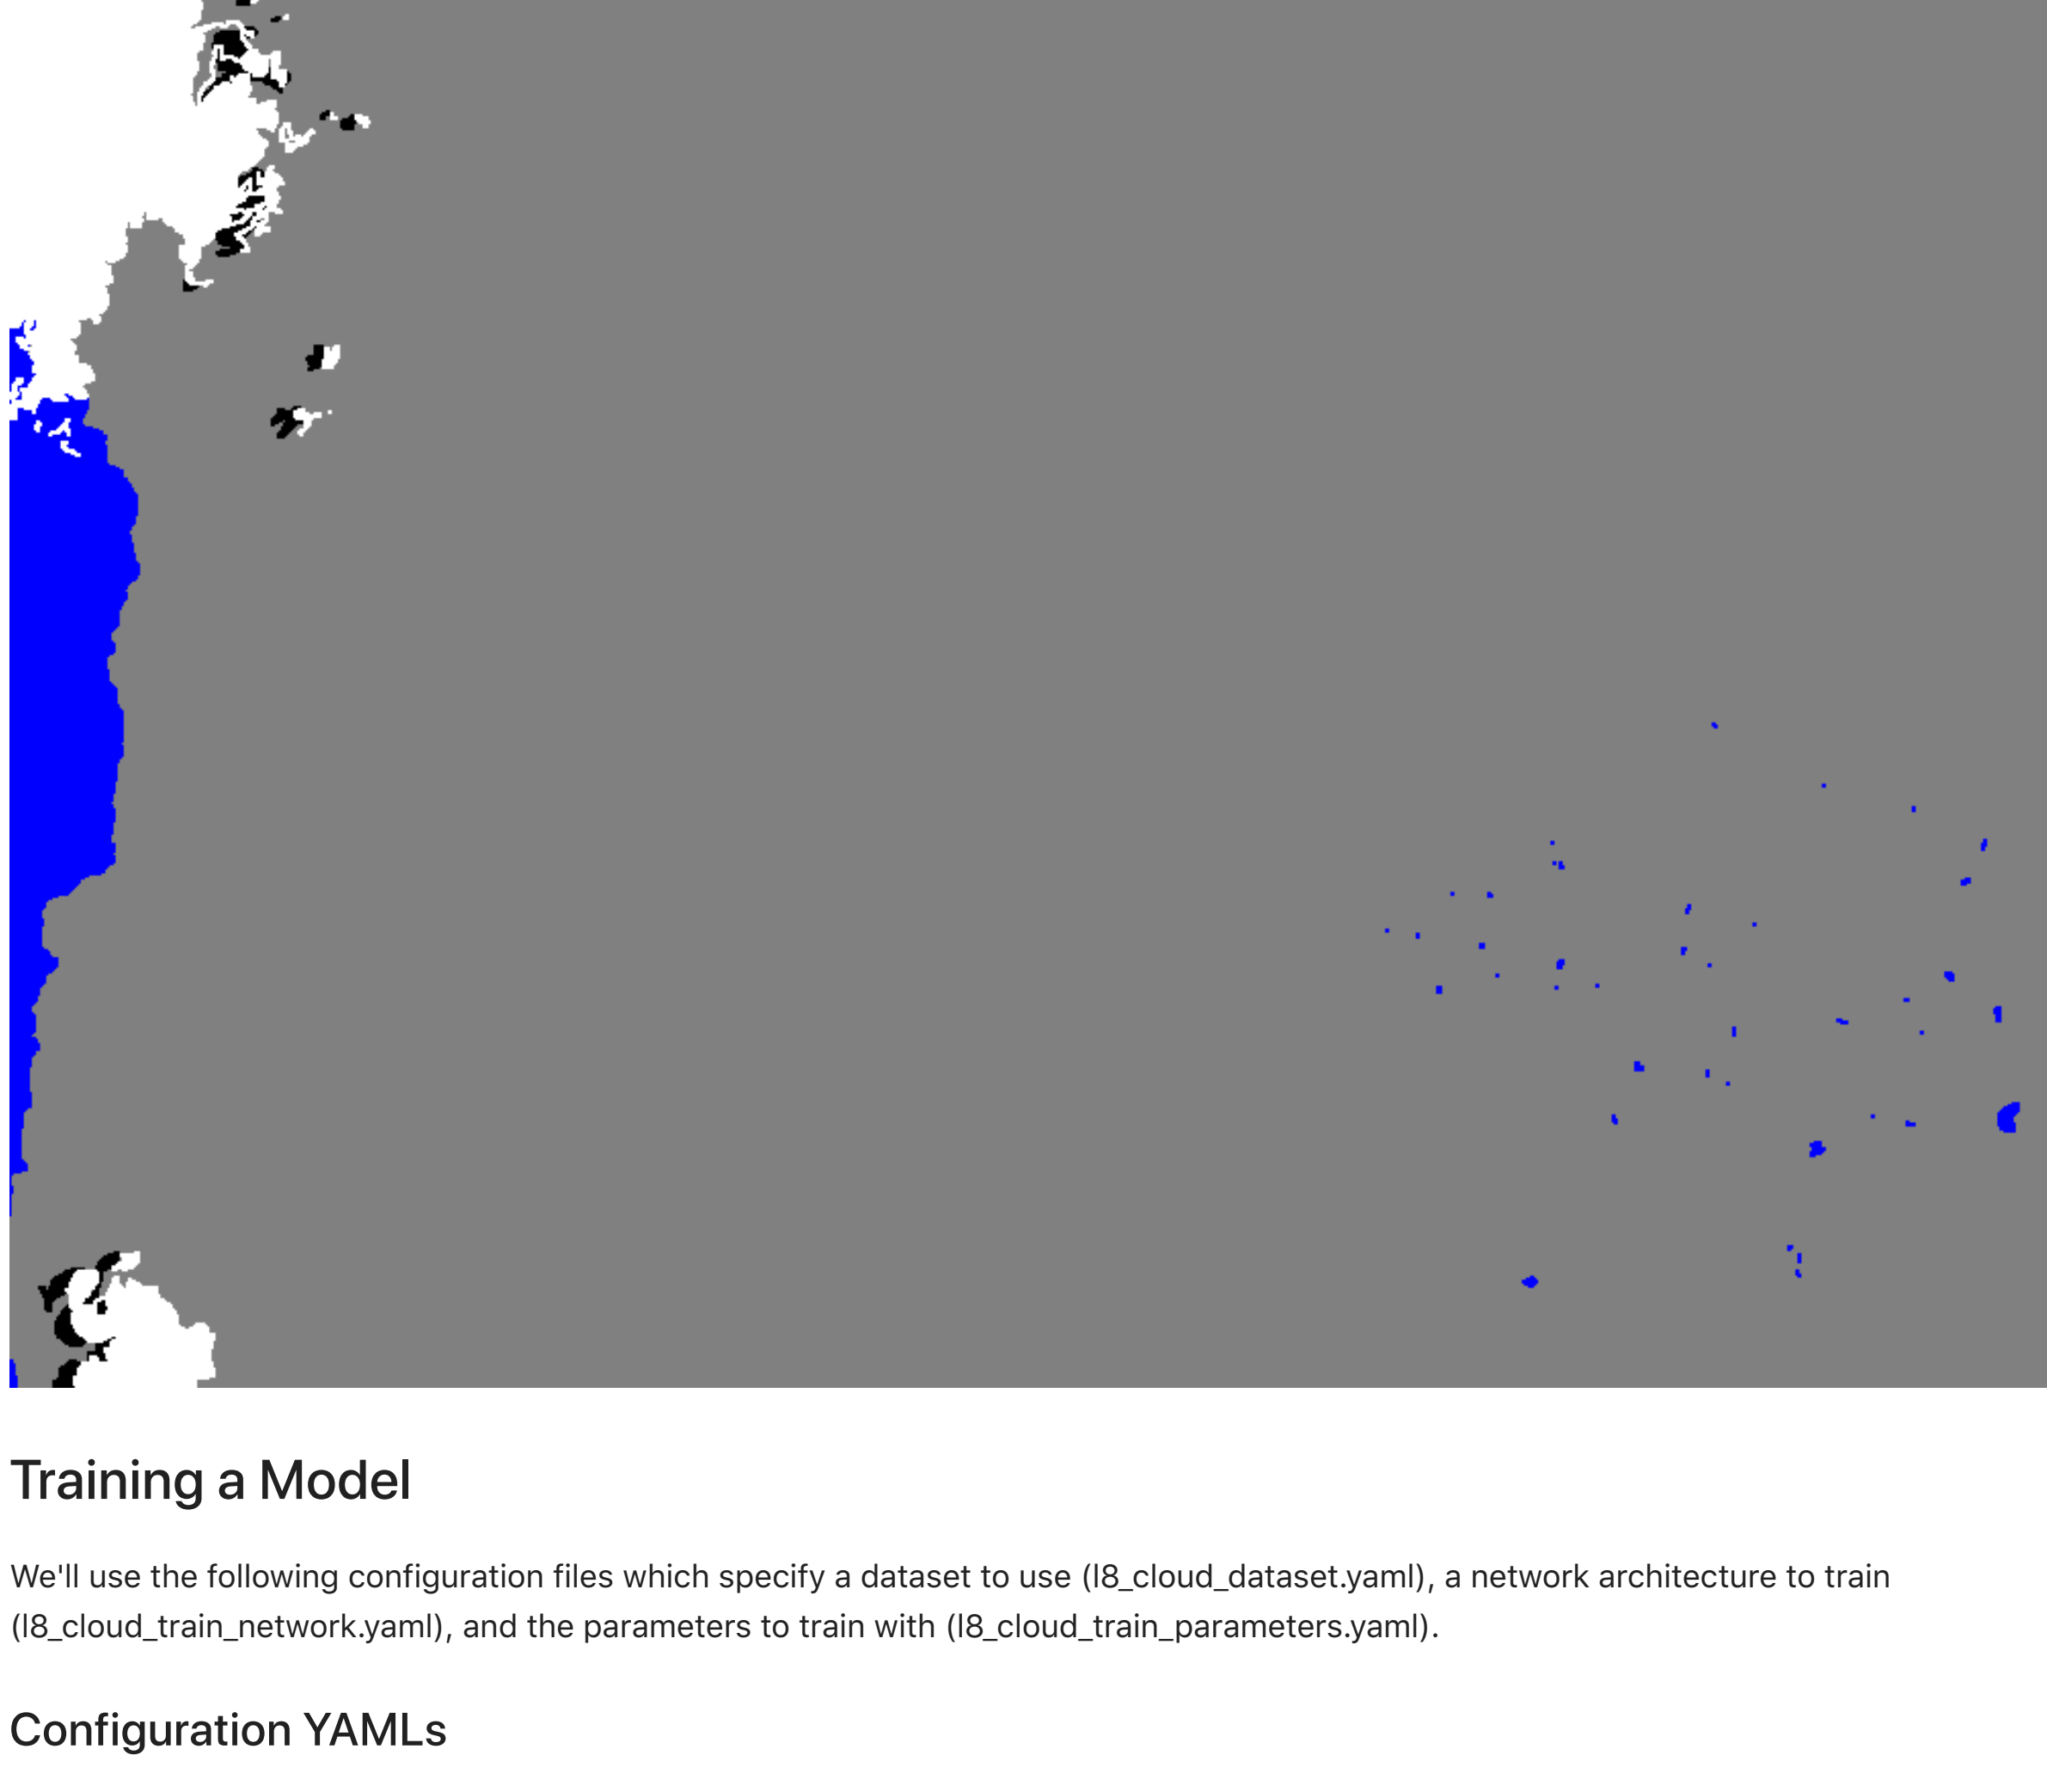 Training a Model
We'll use the following configuration files which specify a dataset to use (l8_cloud_dataset.yaml), a network architecture to train
(l8_cloud_train_network.yaml), and the parameters to train with (l8_cloud_train_parameters.yaml).
Configuration YAMLs